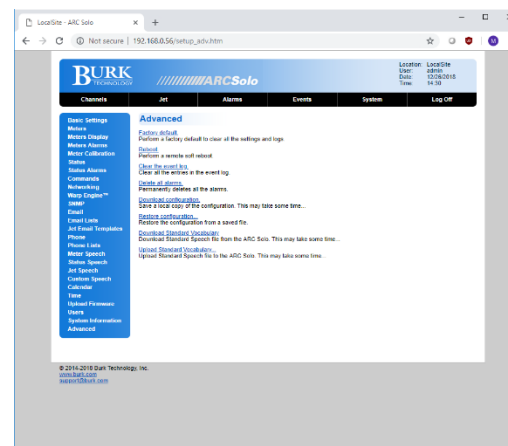 LocalSite - ARC Solo
Not secure | 192.168.0.56/setup_adv.htm
BURK
TECHNOLOGY
ARCSolo
Location: LocalSite
User: admin
Date: 12/26/2018
Time: 14:30
Channels Jet Alarms Events System Log Off
Basic Settings
Meters
Meters Display
Meters Alarms
Meter Calibration
Status
Status Alarms
Commands
Networking
Warp Engine™
SNMP
Email
Email Lists
Jet Email Templates
Phone
Phone Lists
Meter Speech
Status Speech
Jet Speech
Custom Speech
Calendar
Time
Upload Firmware
Users
System Information
Advanced
Advanced
Factory default.
Perform a factory default to clear all the settings and logs
Reboot.
Perform a remote soft reboot
Clear the event log.
Clear all the entries in the event log.
Delete all alarms.
Permanently deletes all the alarms.
Download configuration.
Save a local copy of the configuration. This may take some time...
Restore configuration...
Restore the configuration from a saved file.
Download Standard Vocabulary
Download Standard Speech file from the ARC Solo. This may take some time...
Upload Standard Vocabulary...
Upload Standard Speech file to the ARC Solo. This may take some time...
© 2014-2018 Burk Technology, Inc.
www.burk.com
support@burk.com